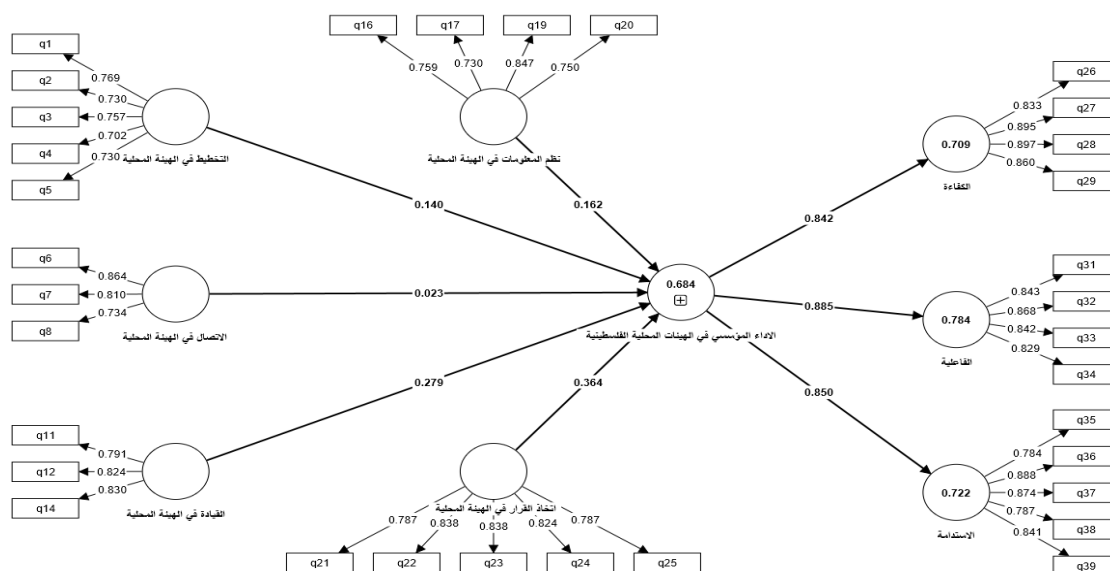 q16
q17
q19
q20
0.759
0.730
0.847
0.750
نظم المعلومات في الهيئة المحلية
q1
q2
q3
q4
q5
0.769
0.730
0.757
0.702
0.730
التخطيط في الهيئة المحلية
0.140
0.162
q6
q7
q8
0.864
0.810
0.734
الاتصال في الهيئة المحلية
0.023
0.684
الاداء المؤسسي في الهيئات المحلية الفلسطينية
q11
q12
q14
0.791
0.824
0.830
القيادة في الهيئة المحلية
0.279
0.364
اتخاذ القرار في الهيئة المحلية
0.787
0.838
0.838
0.824
0.787
q21
q22
q23
q24
q25
0.842
0.709
الكفاءة
0.833
0.895
0.897
0.860
q26
q27
q28
q29
0.885
0.784
الفاعلية
0.843
0.868
0.842
0.829
q31
q32
q33
q34
0.850
0.722
الاستدامة
0.784
0.888
0.874
0.787
0.841
q35
q36
q37
q38
q39